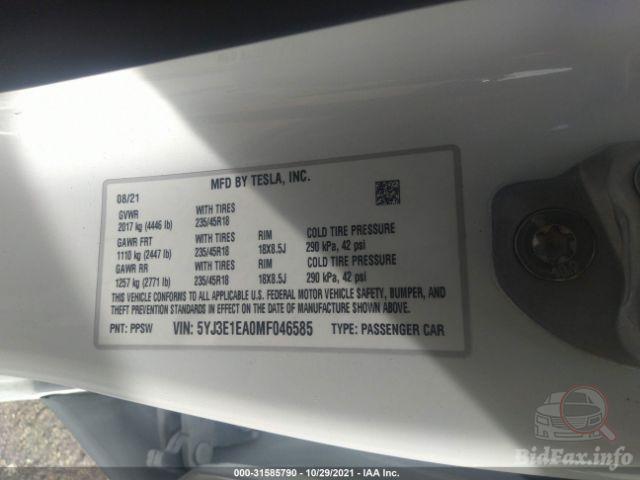 MFD BY TESLA, INC.
08/21
GVWR WITH TIRES
2017 kg (4446 lb) 235/45R18
GAWR FRT WITH TIRES RIM COLD TIRE PRESSURE
1110 kg (2447 lb) 235/45R18 18X8.5J 290 kPa, 42 psi
GAWR RR WITH TIRES RIM COLD TIRE PRESSURE
1257 kg (2771 lb) 235/45R18 18X8.5J 290 kPa, 42 psi
THIS VEHICLE CONFORMS TO ALL APPLICABLE U.S. FEDERAL MOTOR VEHICLE SAFETY, BUMPER, AND
THEFT PREVENTION STANDARDS IN EFFECT ON THE DATE OF MANUFACTURE SHOWN ABOVE.
PNT: PPSW VIN: 5YJ3E1EA0MF046585 TYPE: PASSENGER CAR
BidFax.info
000-31585790 - 10/29/2021 - IAA Inc.